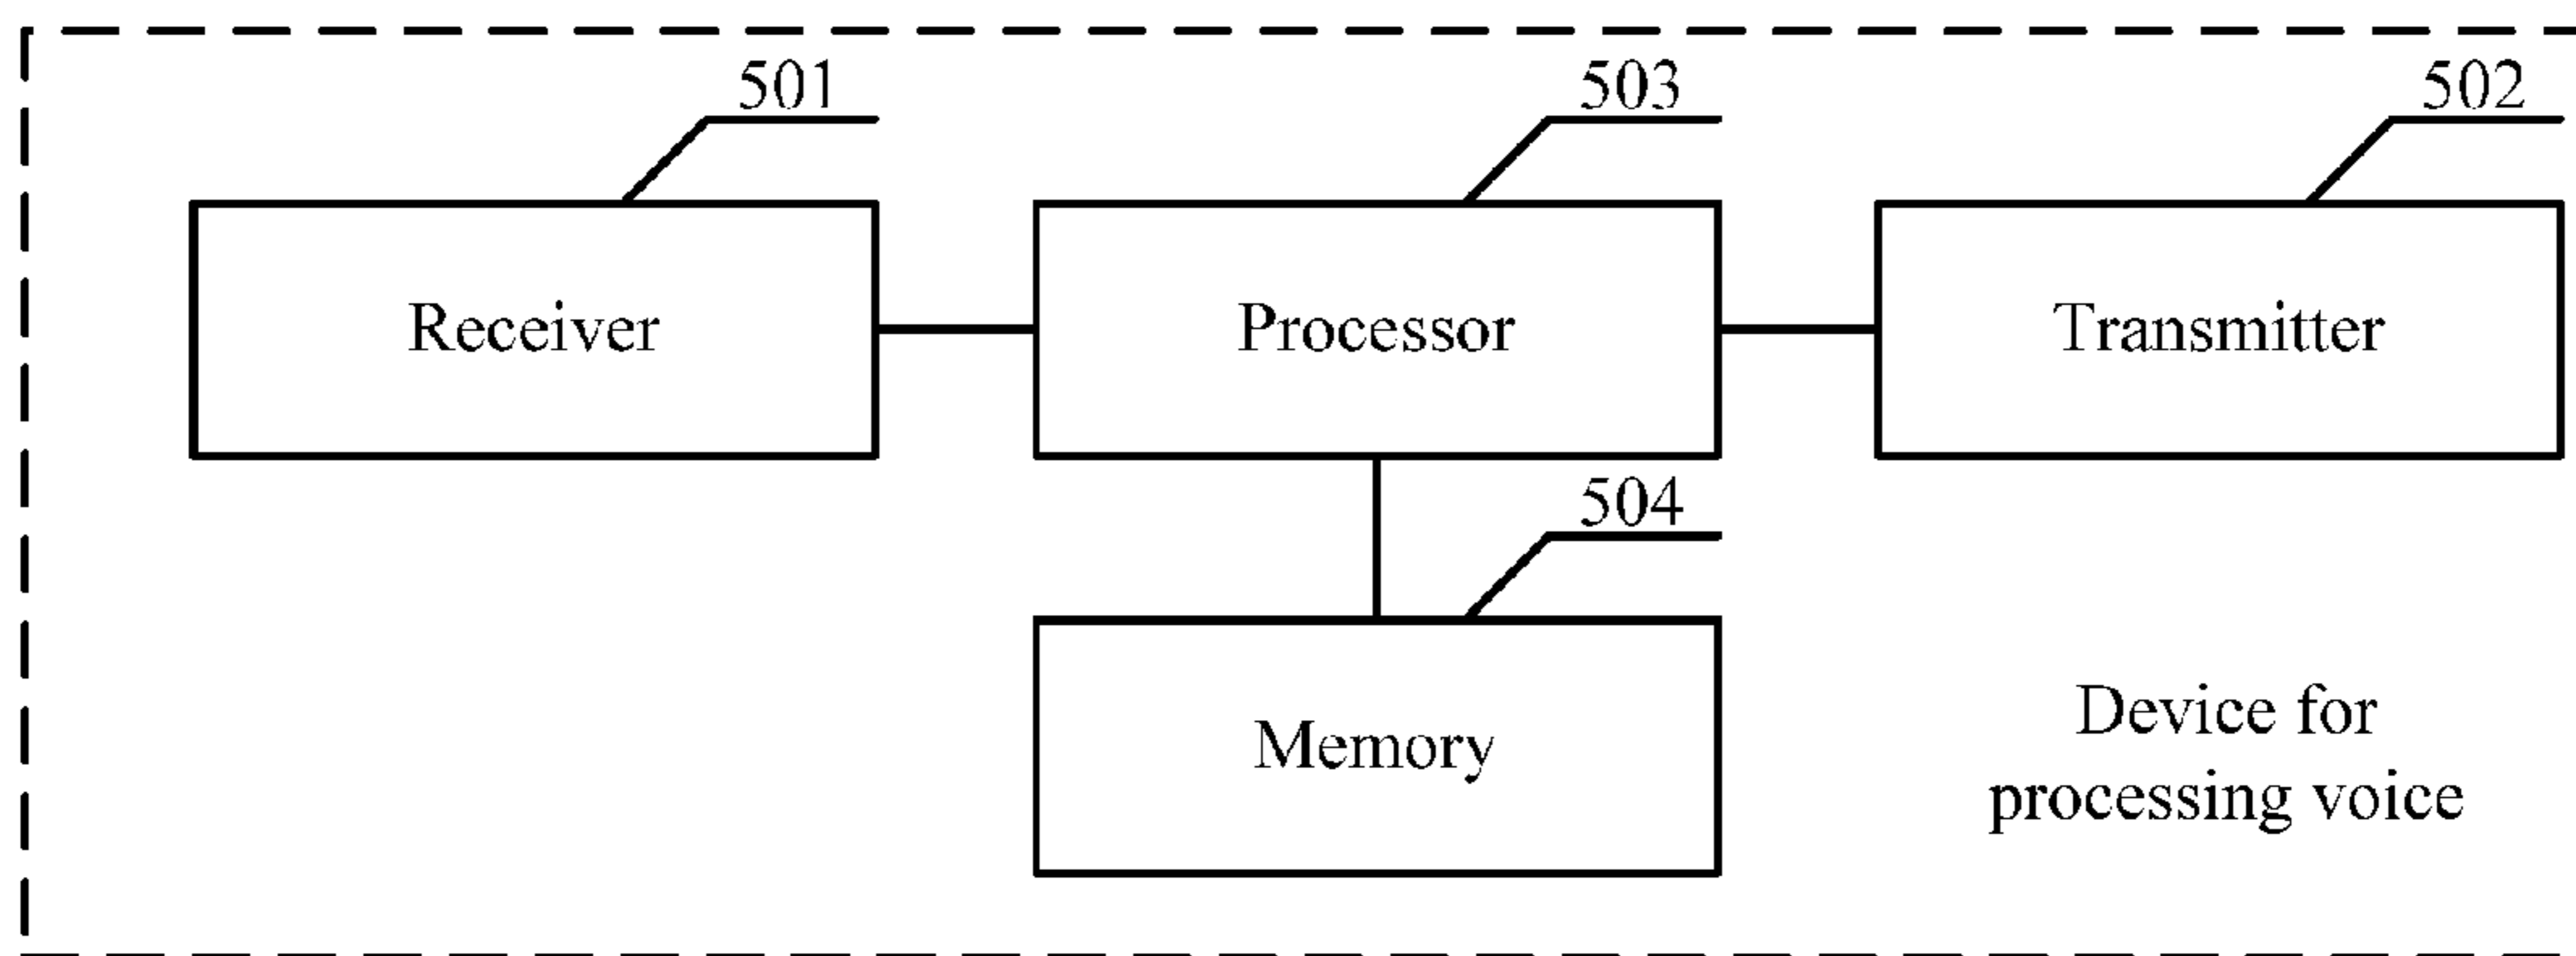 501
503
502
Receiver
Processor
Transmitter
504
Memory
Device for
processing voice